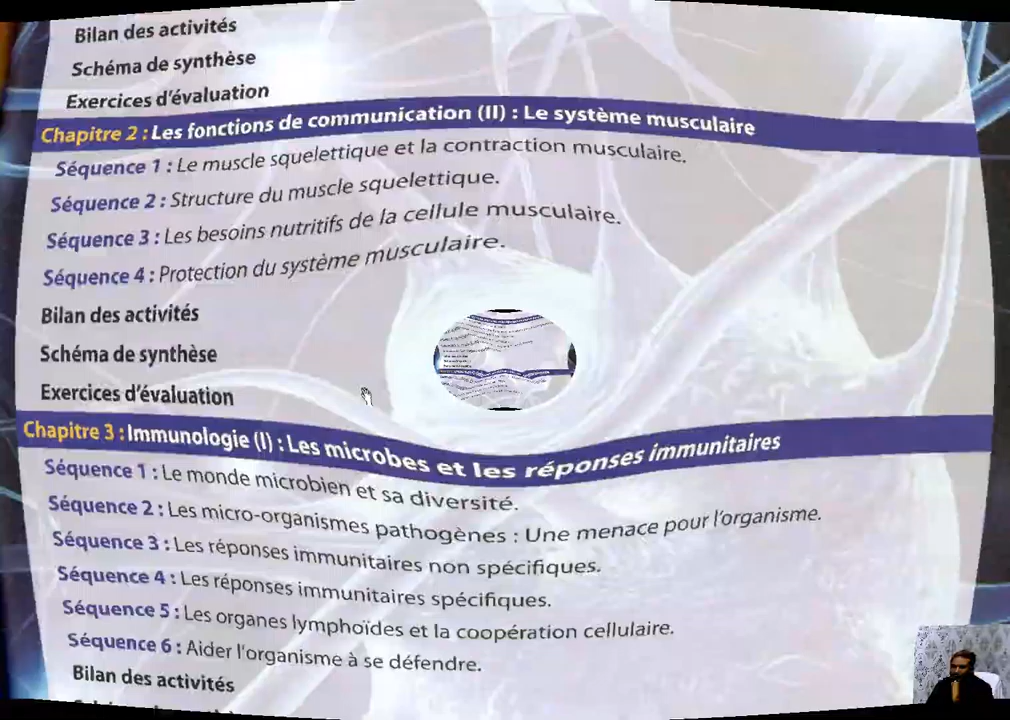 Bilan des activités
Schéma de synthèse
Exercices d'évaluation
Chapitre 2 : Les fonctions de communication (II) : Le système musculaire
Séquence 1 : Le muscle squelettique et la contraction musculaire.
Séquence 2 : Structure du muscle squelettique.
Séquence 3 : Les besoins nutritifs de la cellule musculaire.
Séquence 4 : Protection du système musculaire.
Bilan des activités
Schéma de synthèse
Exercices d'évaluation
Chapitre 3 : Immunologie (I) : Les microbes et les réponses immunitaires
Séquence 1 : Le monde microbien et sa diversité.
Séquence 2 : Les micro-organismes pathogènes : Une menace pour l'organisme.
Séquence 3 : Les réponses immunitaires non spécifiques.
Séquence 4 : Les réponses immunitaires spécifiques.
Séquence 5 : Les organes lymphoïdes et la coopération cellulaire.
Séquence 6 : Aider l'organisme à se défendre.
Bilan des activités